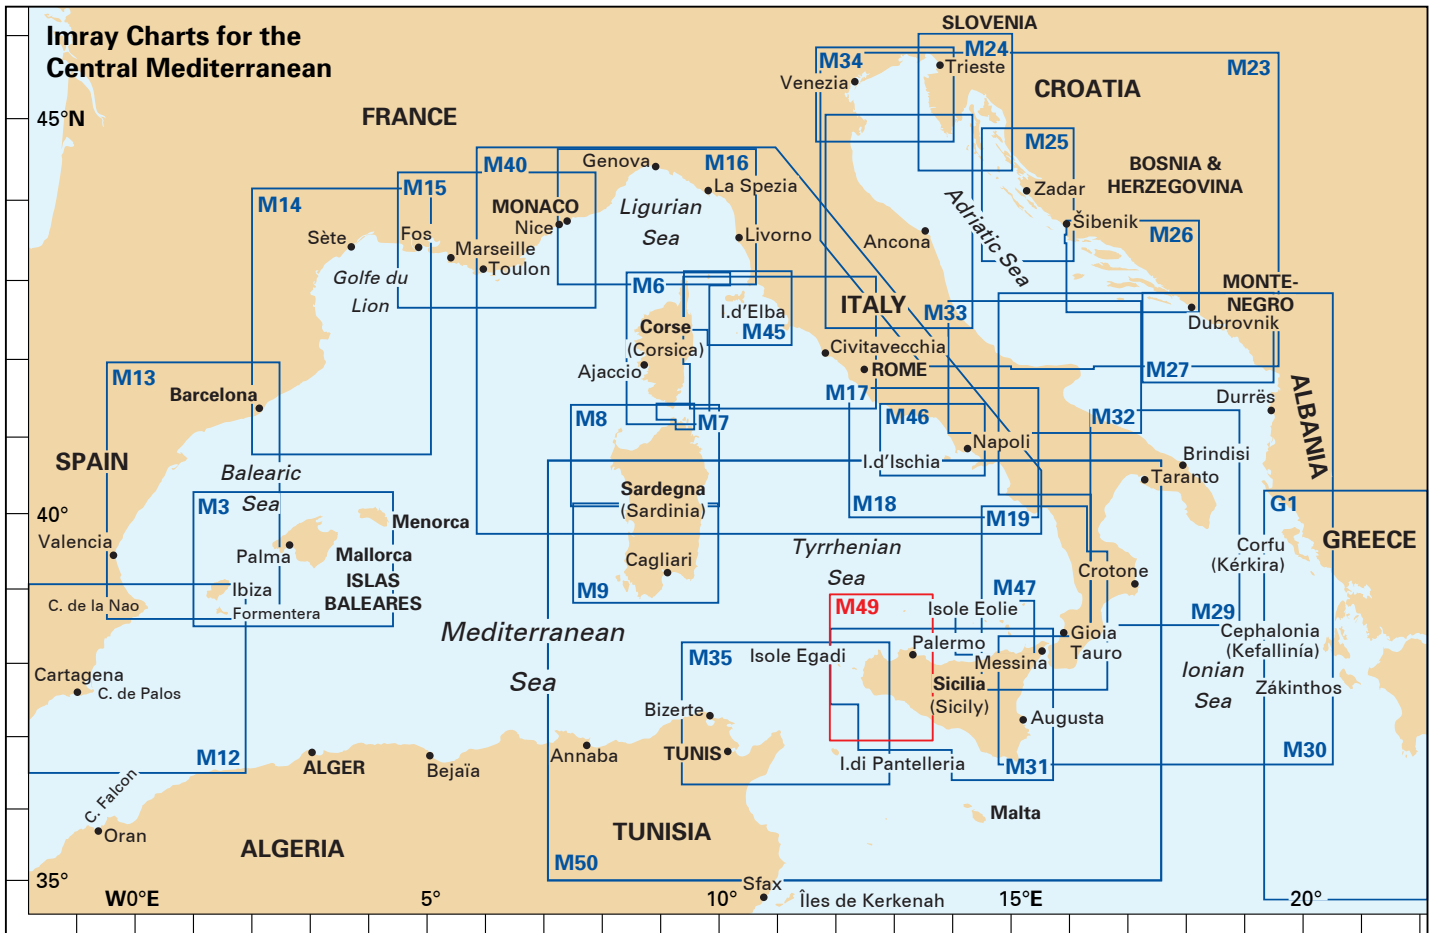 Imray Charts for the
Central Mediterranean
SLOVENIA
M34
M24
M23
Trieste
Venezia
CROATIA
45°N
FRANCE
M25
M40
Genova
M16
BOSNIA &
HERZEGOVINA
M14
M15
La Spezia
Zadar
MONACO
Ligurian
Sea
Adriatic Sea
Nice
Šibenik
Sète
Fos
Livorno
Ancona
M26
Marseille
Toulon
Golfe du
Lion
M6
MONTE-
NEGRO
I.d'Elba
ITALY
M33
Corse
(Corsica)
M45
Dubrovnik
Civitavecchia
Ajaccio
ROME
M27
M13
M17
Barcelona
Durrës
ALBANIA
M8
M7
M46
M32
Napoli
SPAIN
I.d'Ischia
Brindisi
Balearic
Sea
Taranto
Sardegna
(Sardinia)
M3
M18
M19
G1
40°
Menorca
Valencia
Tyrrhenian
Sea
GREECE
Palma
Mallorca
Corfu
(Kérkira)
Cagliari
Crotone
ISLAS
BALEARES
Ibiza
M9
M47
C. de la Nao
Formentera
M49
Isole Eolie
M29
Mediterranean
Sea
Gioia
Tauro
Cephalonia
(Kefallinía)
Palermo
M35
Isole Egadi
Messina
Ionian
Sea
Cartagena
C. de Palos
Sicilia
(Sicily)
Zákinthos
Bizerte
Augusta
M12
Annaba
TUNIS
M30
ALGER
Bejaïa
I.di Pantelleria
M31
C. Falcon
Malta
Oran
TUNISIA
ALGERIA
M50
35°
Sfax
W0°E
5°
10°
Îles de Kerkenah
15°E
20°